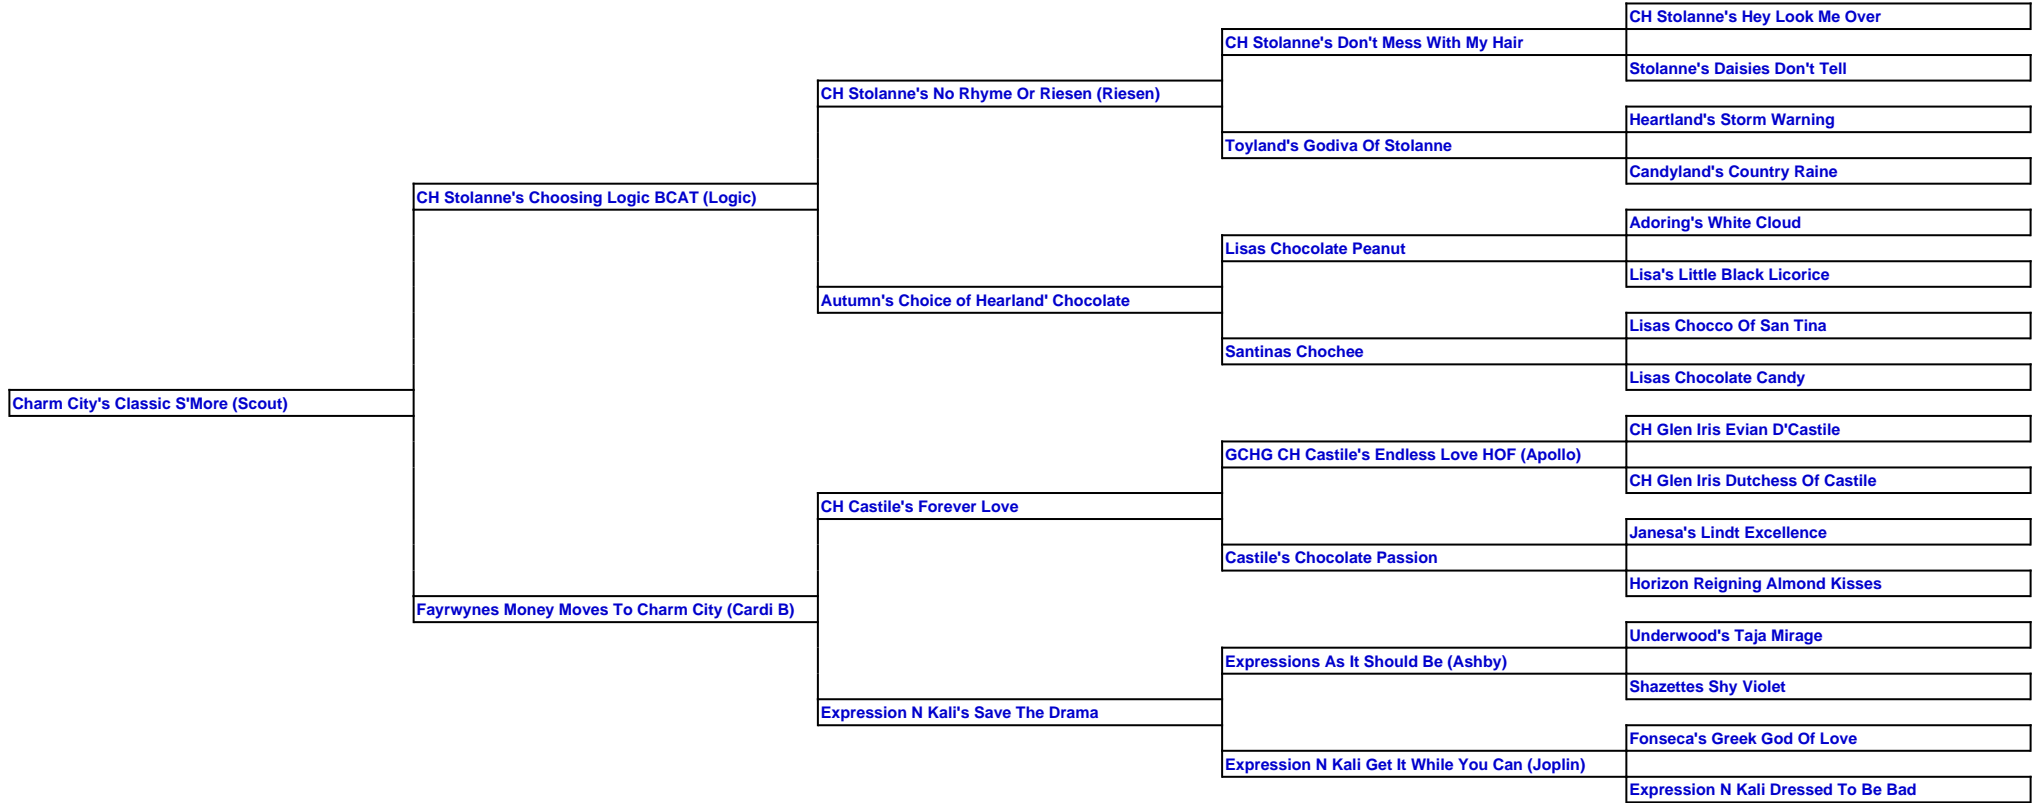 CH Stolanne's Hey Look Me Over
CH Stolanne's Don't Mess With My Hair
Stolanne's Daisies Don't Tell
CH Stolanne's No Rhyme Or Riesen (Riesen)
Heartland's Storm Warning
Toyland's Godiva Of Stolanne
Candyland's Country Raine
CH Stolanne's Choosing Logic BCAT (Logic)
Adoring's White Cloud
Lisas Chocolate Peanut
Lisa's Little Black Licorice
Autumn's Choice of Hearland' Chocolate
Lisas Chocco Of San Tina
Santinas Chochee
Lisas Chocolate Candy
Charm City's Classic S'More (Scout)
CH Glen Iris Evian D'Castile
GCHG CH Castile's Endless Love HOF (Apollo)
CH Glen Iris Dutchess Of Castile
CH Castile's Forever Love
Janesa's Lindt Excellence
Castile's Chocolate Passion
Horizon Reigning Almond Kisses
Fayrwynes Money Moves To Charm City (Cardi B)
Underwood's Taja Mirage
Expressions As It Should Be (Ashby)
Shazettes Shy Violet
Expression N Kali's Save The Drama
Fonseca's Greek God Of Love
Expression N Kali Get It While You Can (Joplin)
Expression N Kali Dressed To Be Bad